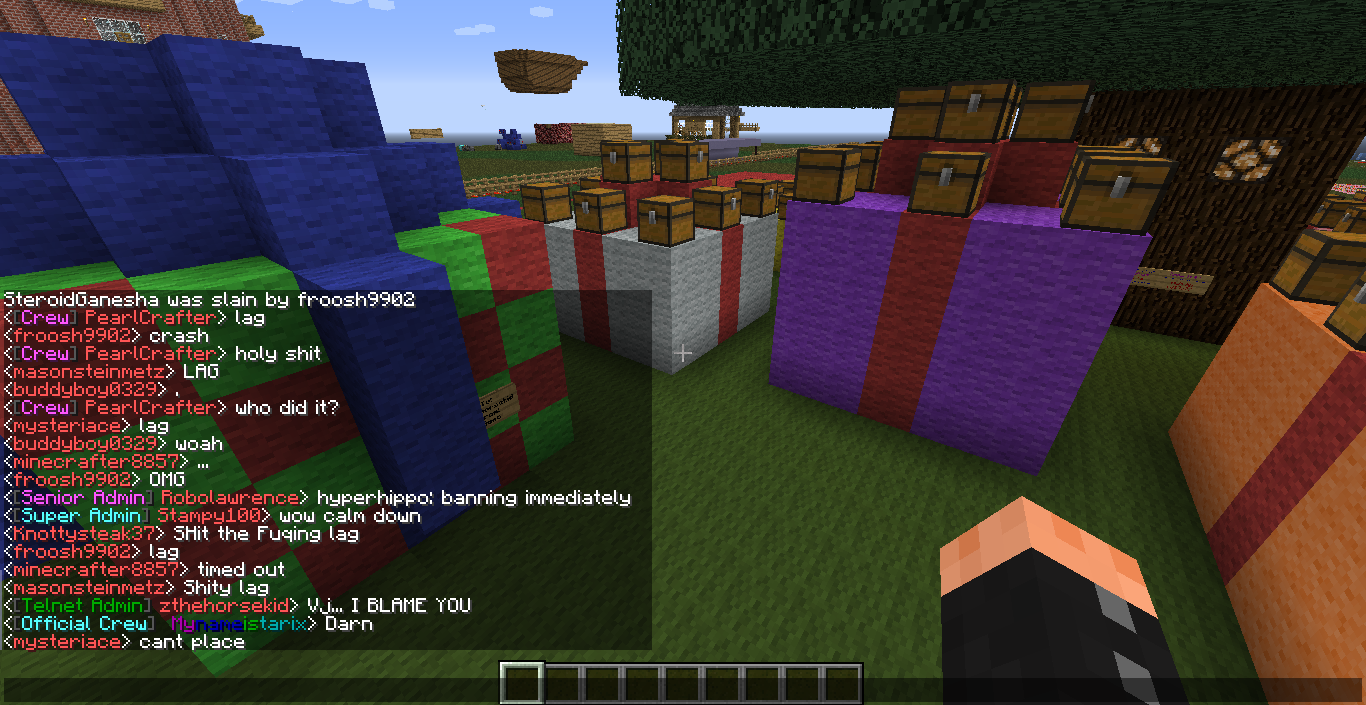 SteroidGanesha was slain by froosh9902
<[Crew] PearlCrafter> lag
<froosh9902> crash
<[Crew] PearlCrafter> holy shit
<masonsteinmetz> LAG
<buddyboy0329> .
<[Crew] PearlCrafter> who did it?
<mysteriace> lag
<buddyboy0329> woah
<minecrafter8857> ...
<froosh9902> OMG
<[Senior Admin] Robolawrence> hyperhippo: banning immediately
<[Super Admin] Stampy100> wow calm down
<Knottysteak37> SHit the Fuqing lag
<froosh9902> lag
<minecrafter8857> timed out
<masonsteinmetz> Shity lag
<[Telnet Admin] zthehorsekid> V.j... I BLAME YOU
<[Official Crew] Mynameistarix> Darn
<mysteriace> cant place